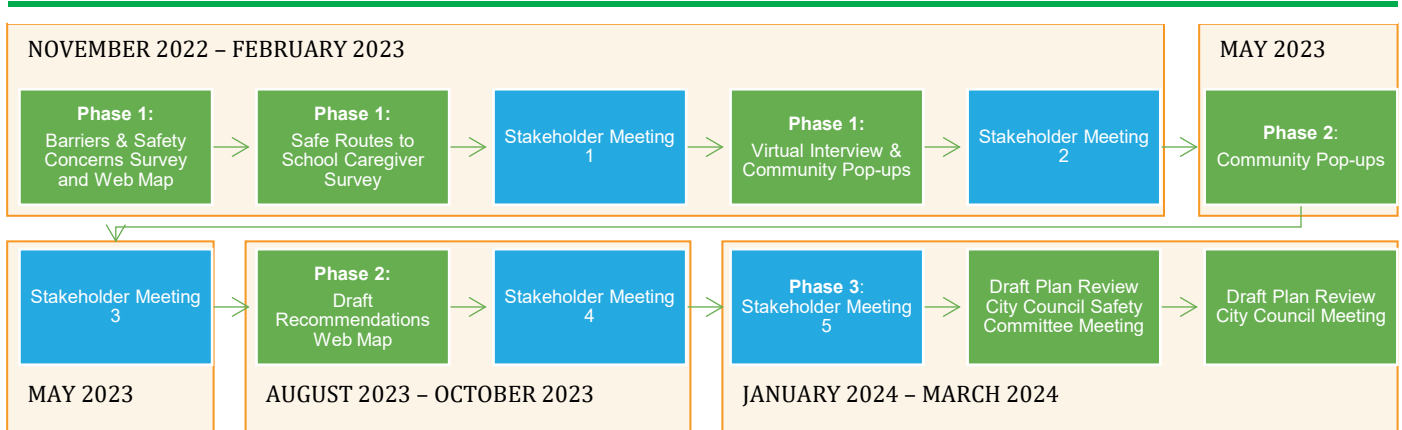 NOVEMBER 2022 – FEBRUARY 2023
Phase 1:
Barriers & Safety
Concerns Survey
and Web Map
Phase 1:
Safe Routes to
School Caregiver
Survey
Stakeholder Meeting
1
Phase 1:
Virtual Interview &
Community Pop-ups
Stakeholder Meeting
2
MAY 2023
Phase 2:
Community Pop-ups
Stakeholder Meeting
3
MAY 2023
Phase 2:
Draft
Recommendations
Web Map
Stakeholder Meeting
4
AUGUST 2023 – OCTOBER 2023
Phase 3:
Stakeholder Meeting
5
Draft Plan Review
City Council Safety
Committee Meeting
Draft Plan Review
City Council Meeting
JANUARY 2024 – MARCH 2024